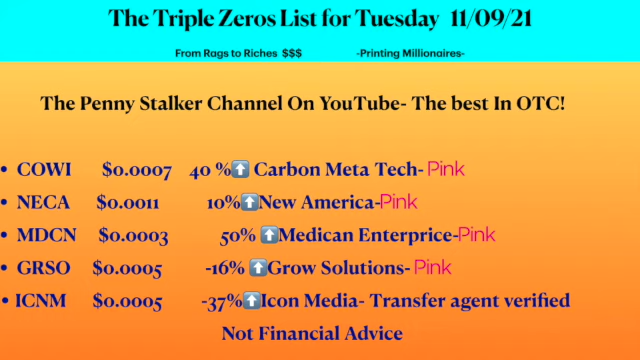 The Triple Zeros List for Tuesday 11/09/21
From Rags to Riches $$$ -Printing Millionaires-
The Penny Stalker Channel On YouTube- The best In OTC!
• COWI $0.0007 40 %⬆️ Carbon Meta Tech- Pink
• NECA $0.0011 10%⬆️New America-Pink
• MDCN $0.0003 50% ⬆️Medican Enterprice-Pink
• GRSO $0.0005 -16% ⬆️Grow Solutions- Pink
• ICNM $0.0005 -37%⬆️Icon Media- Transfer agent verified
Not Financial Advice